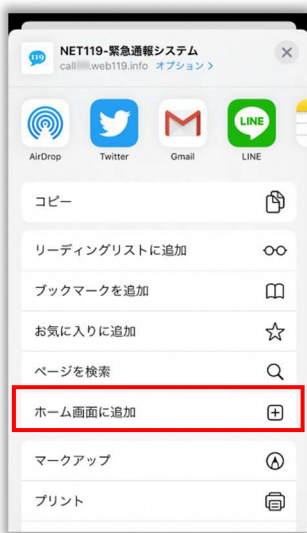 119
NET119-緊急通報システム
call .web119.info オプション >
AirDrop Twitter Gmail LINE
LINE
コピー
リーディングリストに追加
ブックマークを追加
お気に入りに追加
ページを検索
ホーム画面に追加
マークアップ
プリント